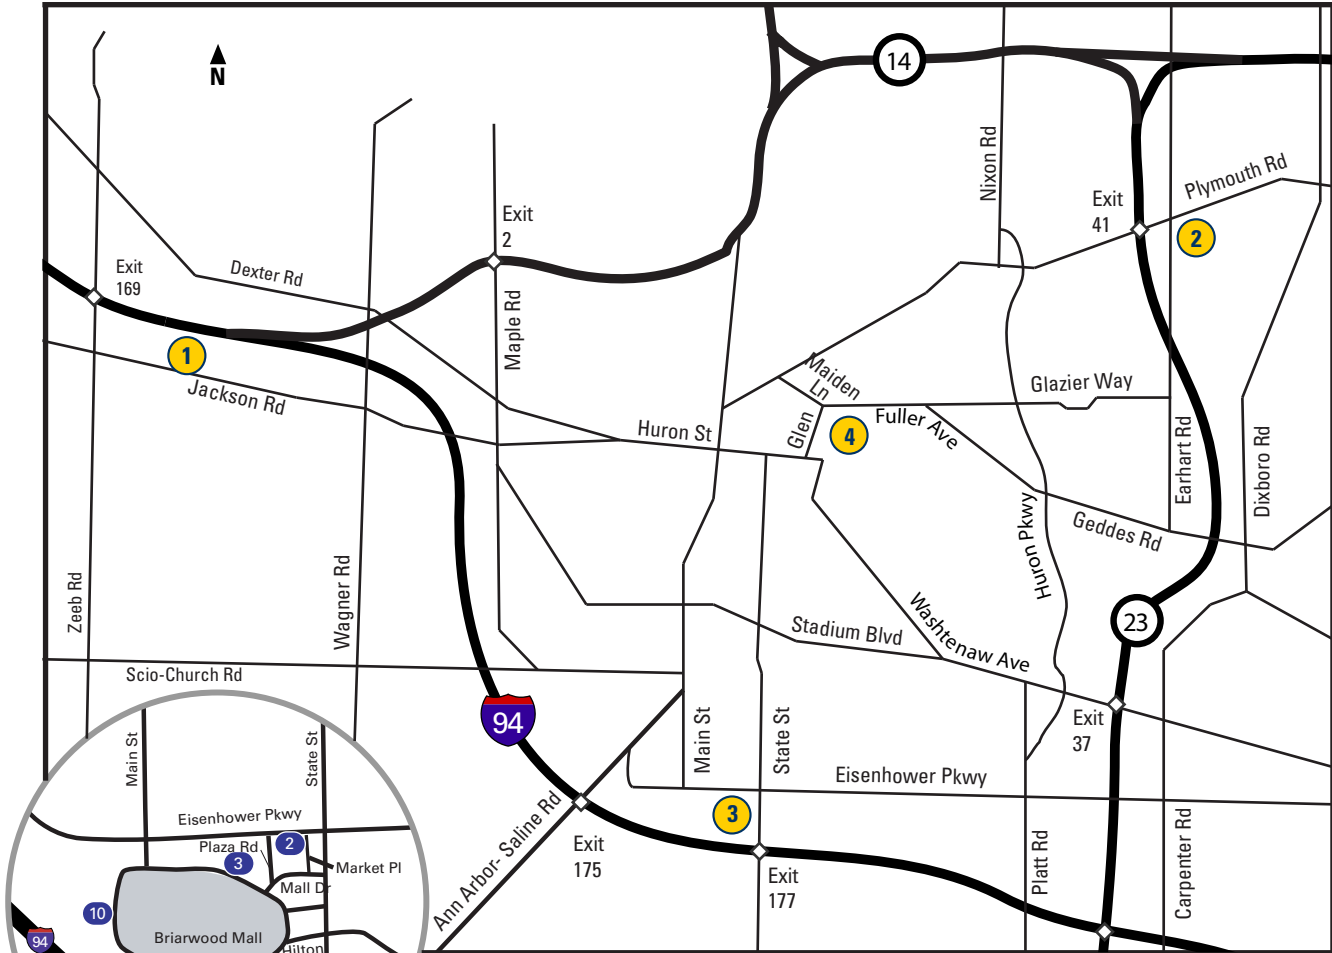 14
N
Nixon Rd
Plymouth Rd
Exit
41
2
Exit
2
Exit
169
Dexter Rd
Maple Rd
1
Jackson Rd
Maiden
Ln
Glazier Way
Huron St
Glen
4
Fuller Ave
Earhart Rd
Dixboro Rd
Geddes Rd
Huron Pkwy
Zeeb Rd
Wagner Rd
23
Stadium Blvd
Washtenaw Ave
Scio-Church Rd
94
Main St
State St
Exit
37
Eisenhower Pkwy
3
Ann Arbor- Saline Rd
Exit
175
Exit
177
Platt Rd
Carpenter Rd
Main St
State St
Eisenhower Pkwy
Plaza Rd
2
3
Market Pl
Mall Dr
10
Briarwood Mall
94
Hilton